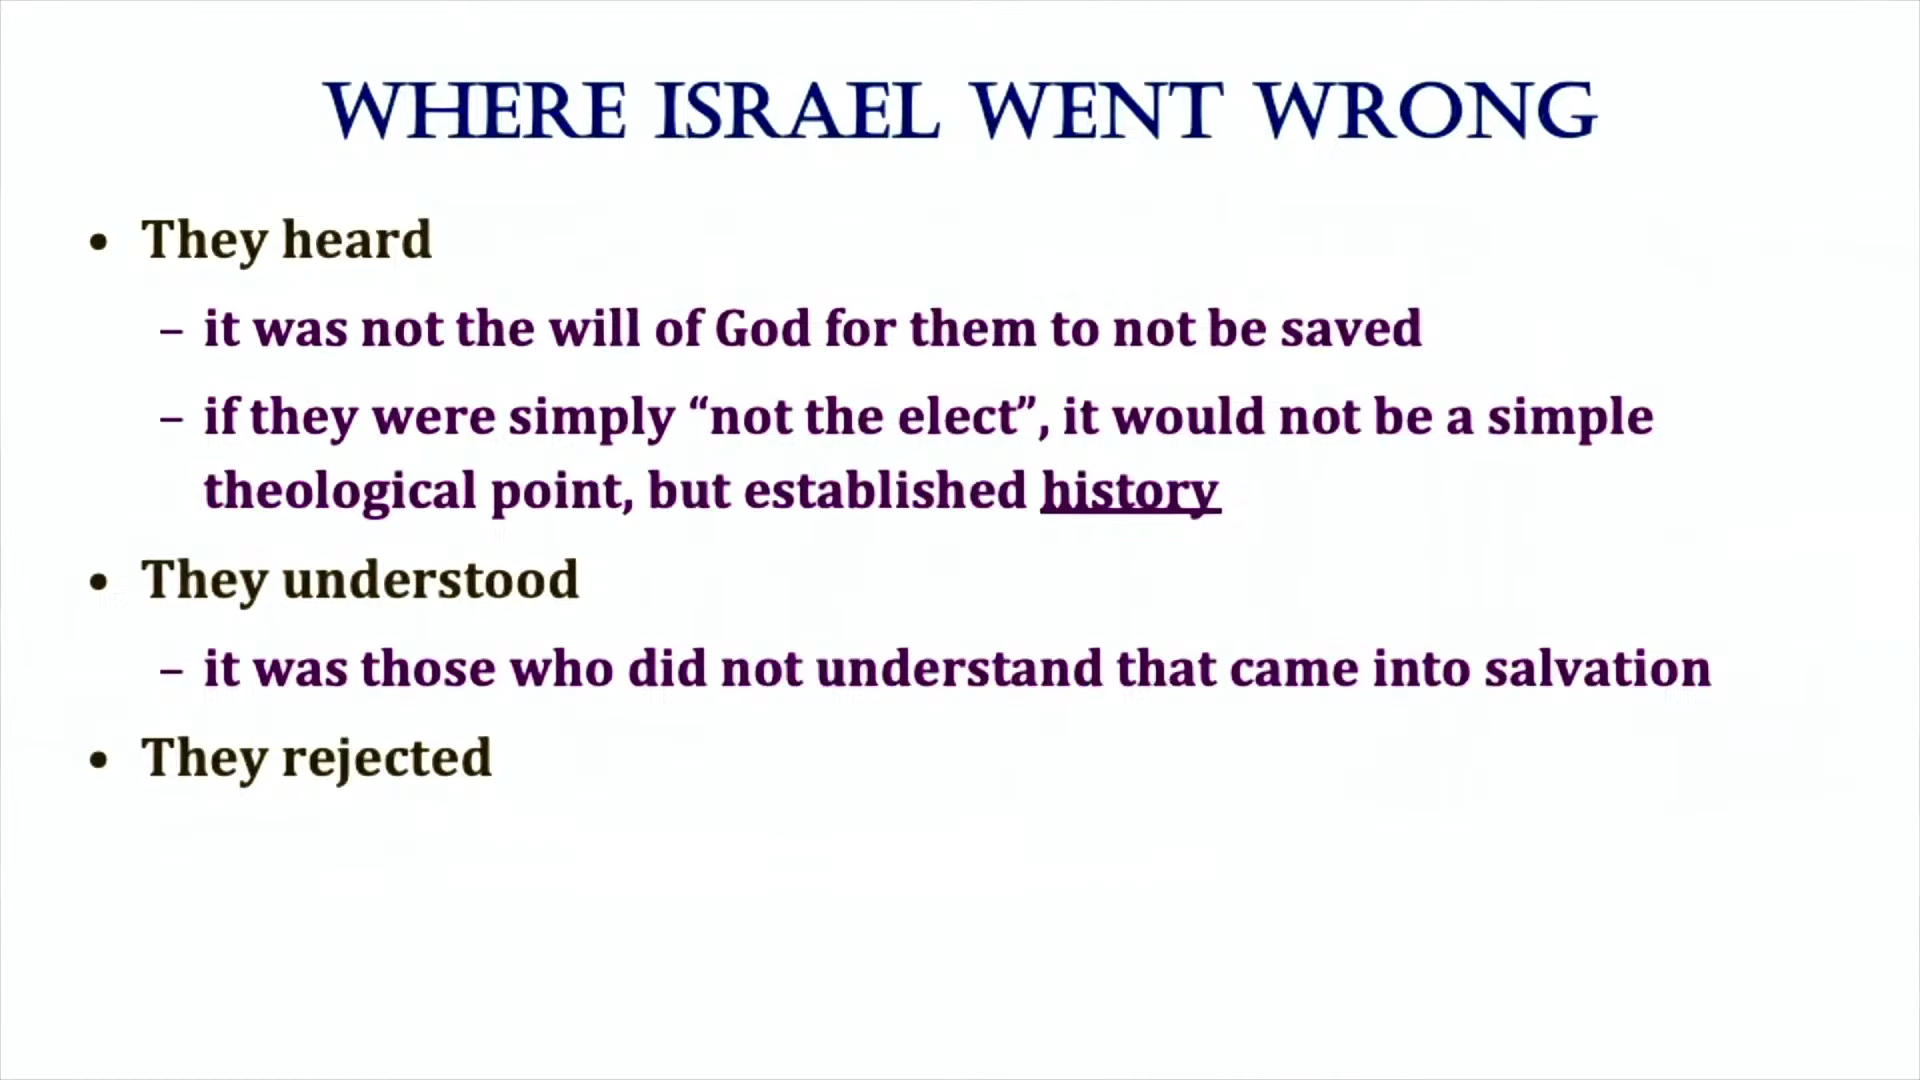 WHERE ISRAEL WENT WRONG
• They heard
– it was not the will of God for them to not be saved
– if they were simply “not the elect”, it would not be a simple
theological point, but established history
• They understood
– it was those who did not understand that came into salvation
• They rejected